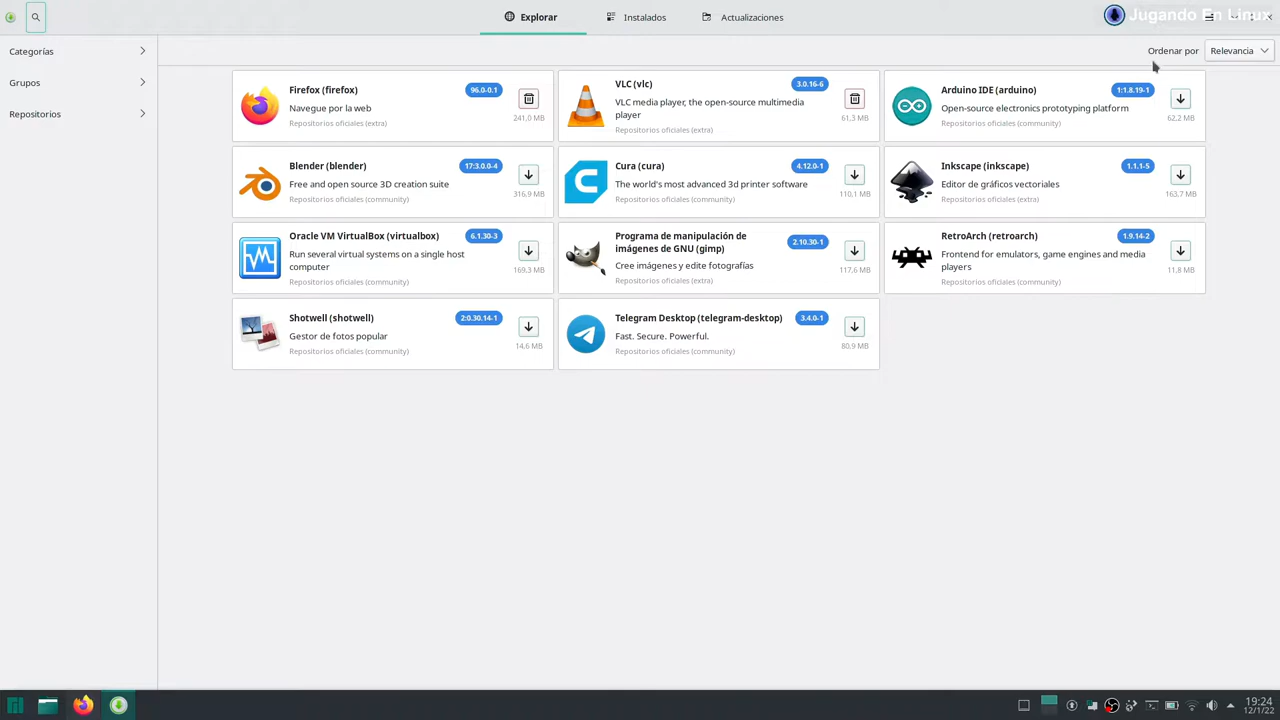 Explorar
Instalados
Actualizaciones
Jugando En Linux
Categorías
Grupos
Repositorios
Ordenar por
Relevancia
Firefox (firefox)
96.0-0.1
Navegue por la web
Repositorios oficiales (extra)
241,0 MB
VLC (vlc)
3.0.16-6
VLC media player, the open-source multimedia
player
Repositorios oficiales (extra)
61,3 MB
Arduino IDE (arduino)
1:1.8.19-1
Open-source electronics prototyping platform
Repositorios oficiales (community)
62,2 MB
Blender (blender)
17:3.0.0-4
Free and open source 3D creation suite
Repositorios oficiales (community)
316,9 MB
Cura (cura)
4.12.0-1
The world's most advanced 3d printer software
Repositorios oficiales (community)
110,1 MB
Inkscape (inkscape)
1.1.1-5
Editor de gráficos vectoriales
Repositorios oficiales (extra)
163,7 MB
Oracle VM VirtualBox (virtualbox)
6.1.30-3
Run several virtual systems on a single host
computer
Repositorios oficiales (community)
169,3 MB
Programa de manipulación de
imágenes de GNU (gimp)
2.10.30-1
Cree imágenes y edite fotografías
Repositorios oficiales (extra)
117,6 MB
RetroArch (retroarch)
1.9.14-2
Frontend for emulators, game engines and media
players
Repositorios oficiales (community)
11,8 MB
Shotwell (shotwell)
2:0.30.14-1
Gestor de fotos popular
Repositorios oficiales (community)
14,6 MB
Telegram Desktop (telegram-desktop)
3.4.0-1
Fast. Secure. Powerful.
Repositorios oficiales (community)
80,9 MB
19:24
12/1/22